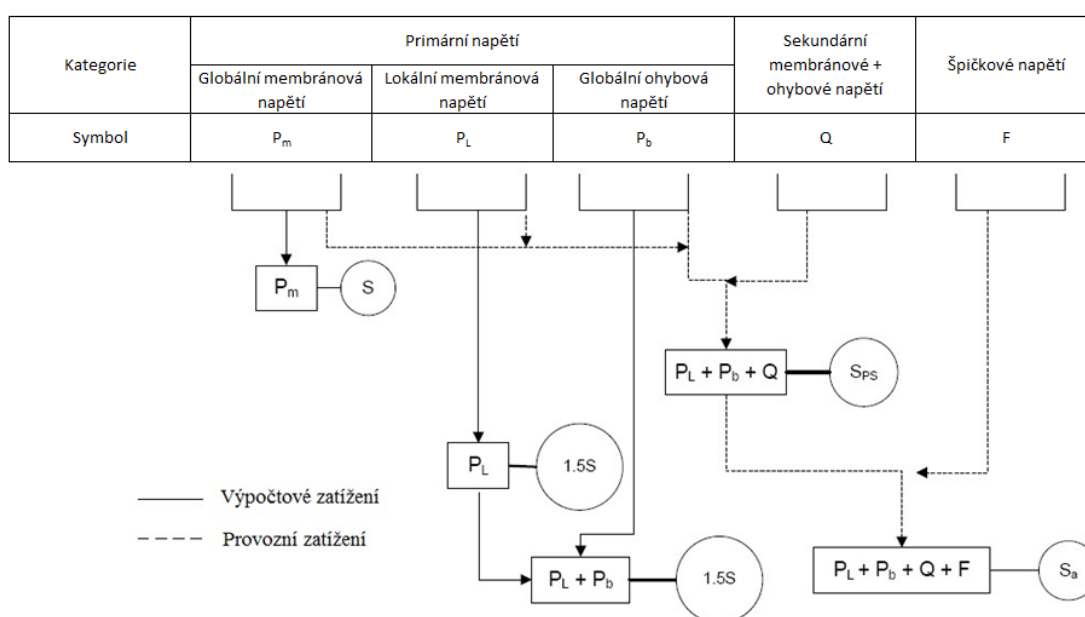 Kategorie
Primární napětí
Sekundární
membránové +
ohybové napětí
Špičkové napětí
Globální membránová
napětí
Lokální membránová
napětí
Globální ohybová
napětí
Symbol
Pm
PL
Pb
Q
F
Pm
S
PL + Pb + Q
SPS
PL
1.5S
Výpočtové zatížení
Provozní zatížení
PL + Pb
1.5S
PL + Pb + Q + F
Sa